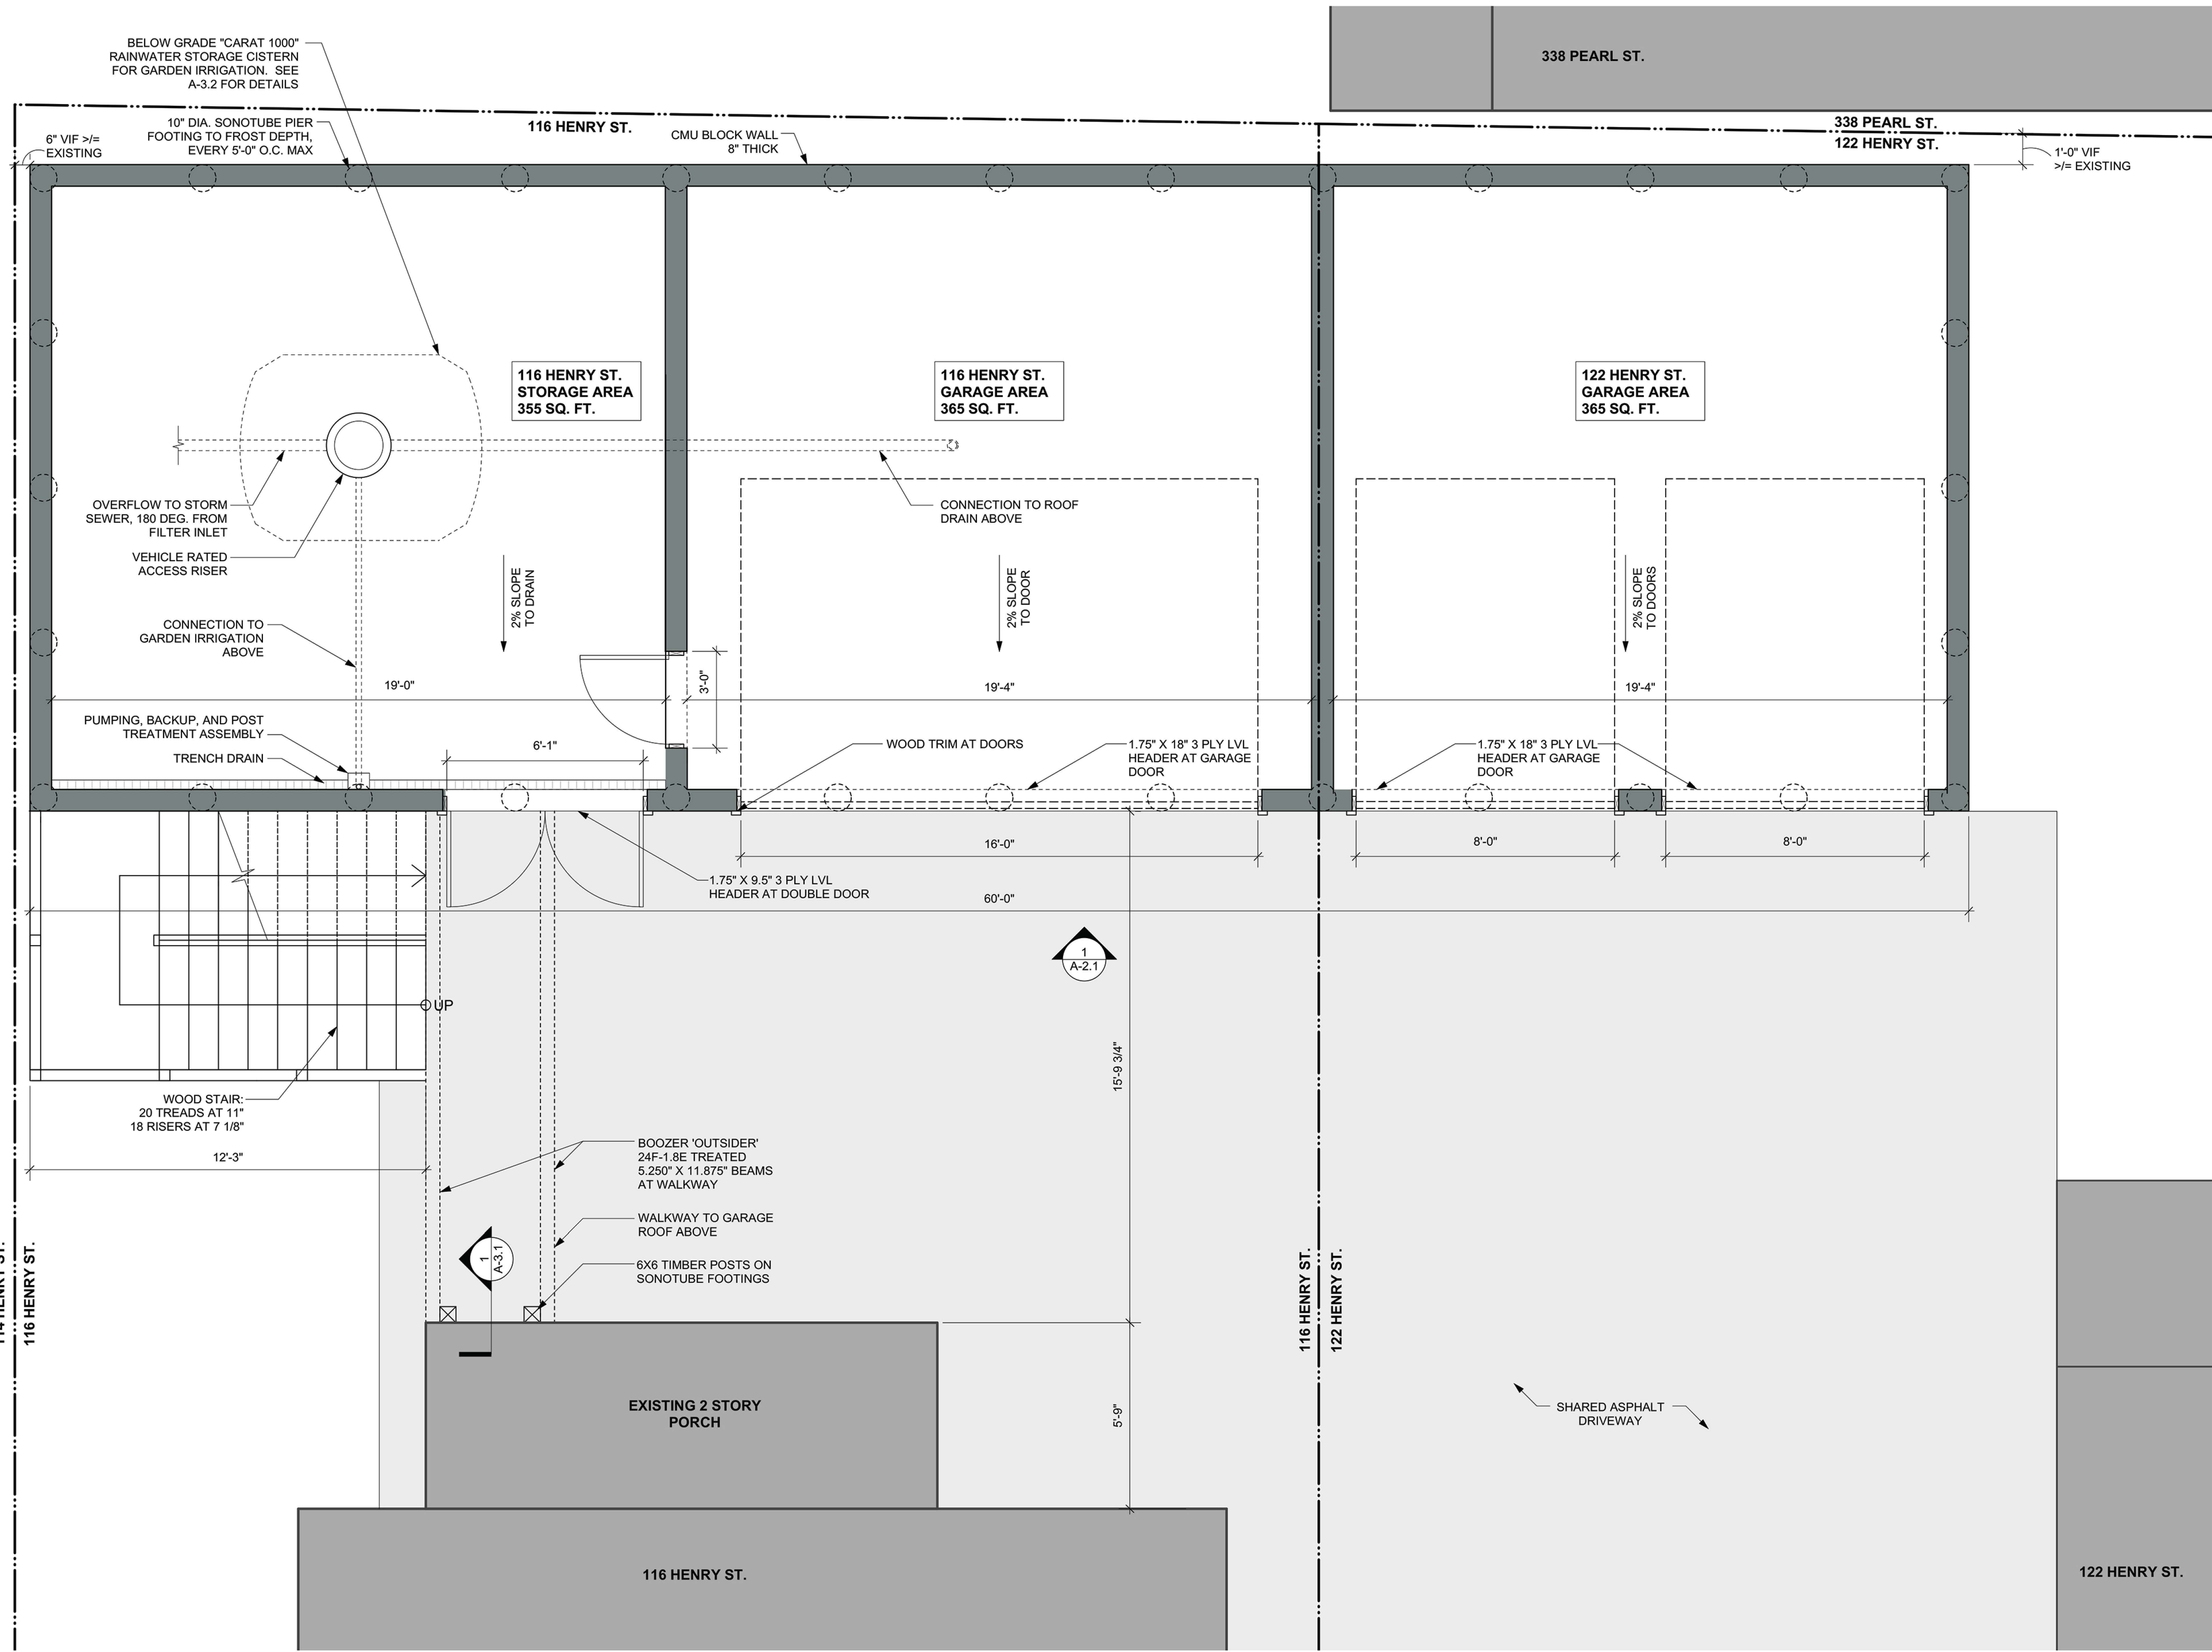 338 PEARL ST.
BELOW GRADE "CARAT 1000"
RAINWATER STORAGE CISTERN
FOR GARDEN IRRIGATION. SEE
A-3.2 FOR DETAILS
10" DIA. SONOTUBE PIER
FOOTING TO FROST DEPTH,
EVERY 5'-0" O.C. MAX
6" VIF >/=
EXISTING
116 HENRY ST.
CMU BLOCK WALL
8" THICK
338 PEARL ST.
122 HENRY ST.
1'-0" VIF
>/= EXISTING
116 HENRY ST.
STORAGE AREA
355 SQ. FT.
116 HENRY ST.
GARAGE AREA
365 SQ. FT.
122 HENRY ST.
GARAGE AREA
365 SQ. FT.
OVERFLOW TO STORM
SEWER, 180 DEG. FROM
FILTER INLET
CONNECTION TO ROOF
DRAIN ABOVE
VEHICLE RATED
ACCESS RISER
2% SLOPE
TO DRAIN
2% SLOPE
TO DOOR
2% SLOPE
TO DOORS
CONNECTION TO
GARDEN IRRIGATION
ABOVE
19'-0"
3'-0"
19'-4"
19'-4"
PUMPING, BACKUP, AND POST
TREATMENT ASSEMBLY
TRENCH DRAIN
6'-1"
WOOD TRIM AT DOORS
1.75" X 18" 3 PLY LVL
HEADER AT GARAGE
DOOR
1.75" X 18" 3 PLY LVL
HEADER AT GARAGE
DOOR
16'-0"
8'-0"
8'-0"
1.75" X 9.5" 3 PLY LVL
HEADER AT DOUBLE DOOR
60'-0"
1
A-2.1
UP
15'-9 3/4"
WOOD STAIR:
20 TREADS AT 11"
18 RISERS AT 7 1/8"
12'-3"
BOOZER 'OUTSIDER'
24F-1.8E TREATED
5.250" X 11.875" BEAMS
AT WALKWAY
WALKWAY TO GARAGE
ROOF ABOVE
6X6 TIMBER POSTS ON
SONOTUBE FOOTINGS
1
A-3.1
114 HENRY ST.
116 HENRY ST.
116 HENRY ST.
122 HENRY ST.
EXISTING 2 STORY
PORCH
5'-9"
SHARED ASPHALT
DRIVEWAY
116 HENRY ST.
122 HENRY ST.